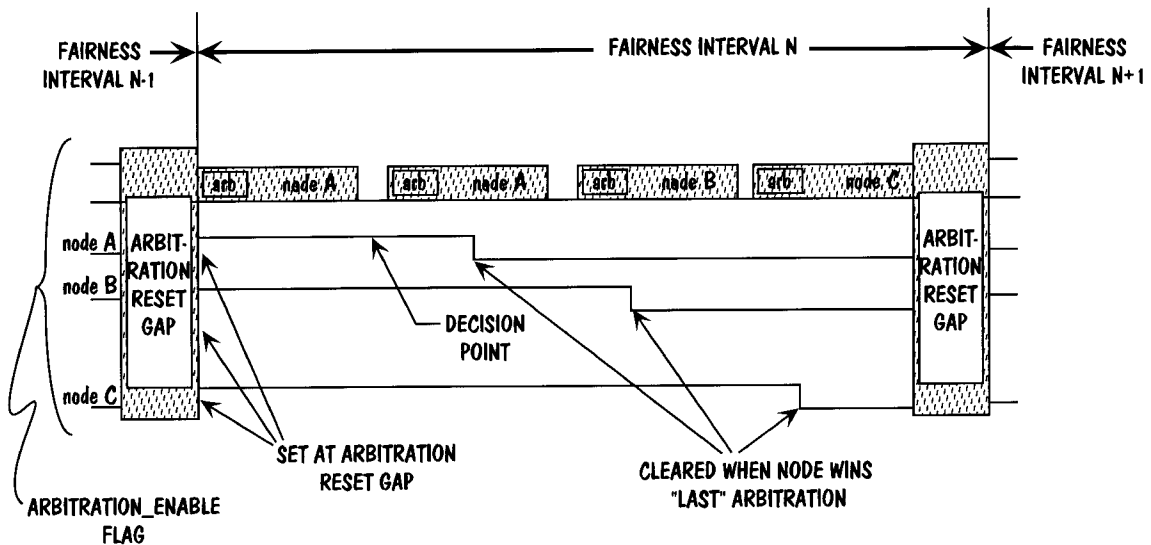 FAIRNESS
INTERVAL N-1
FAIRNESS INTERVAL N
FAIRNESS
INTERVAL N+1
arb
node A
arb
node A
arb
node B
arb
node C
node A
node B
node C
ARBIT-
RATION
RESET
GAP
ARBIT-
RATION
RESET
GAP
DECISION
POINT
SET AT ARBITRATION
RESET GAP
CLEARED WHEN NODE WINS
"LAST" ARBITRATION
ARBITRATION_ENABLE
FLAG